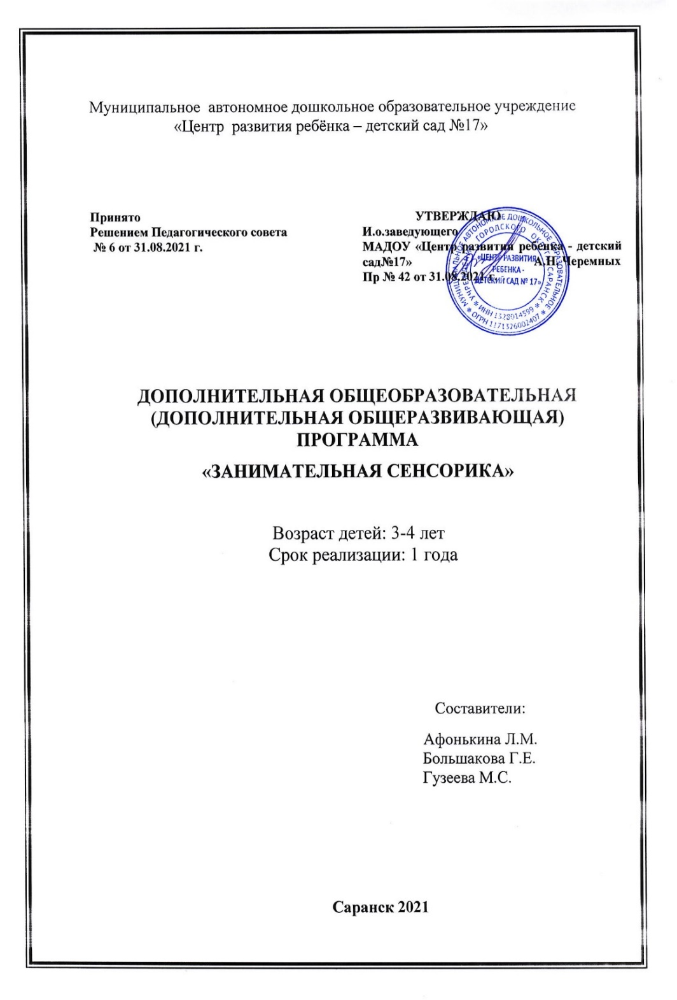 Муниципальное автономное дошкольное образовательное учреждение
«Центр развития ребёнка – детский сад №17»
Принято
Решением Педагогического совета
№ 6 от 31.08.2021 г.
УТВЕРЖДАЮ
И.о.заведующего
МАДОУ «Центр развития ребенка - детский
сад№17» А.Н. Черемных
Пр № 42 от 31.08.2021 г.
МУНИЦИПАЛЬНОЕ АВТОНОМНОЕ ДОШКОЛЬНОЕ ОБРАЗОВАТЕЛЬНОЕ
УЧРЕЖДЕНИЕ ГОРОДСКОГО ОКРУГА САРАНСК
«ЦЕНТР РАЗВИТИЯ
РЕБЕНКА -
ДЕТСКИЙ САД № 17»
* ИНН 1328014599 *
* ОГРН 1171326002407 *
ДОПОЛНИТЕЛЬНАЯ ОБЩЕОБРАЗОВАТЕЛЬНАЯ
(ДОПОЛНИТЕЛЬНАЯ ОБЩЕРАЗВИВАЮЩАЯ)
ПРОГРАММА
«ЗАНИМАТЕЛЬНАЯ СЕНСОРИКА»
Возраст детей: 3-4 лет
Срок реализации: 1 года
Составители:
Афонькина Л.М.
Большакова Г.Е.
Гузеева М.С.
Саранск 2021